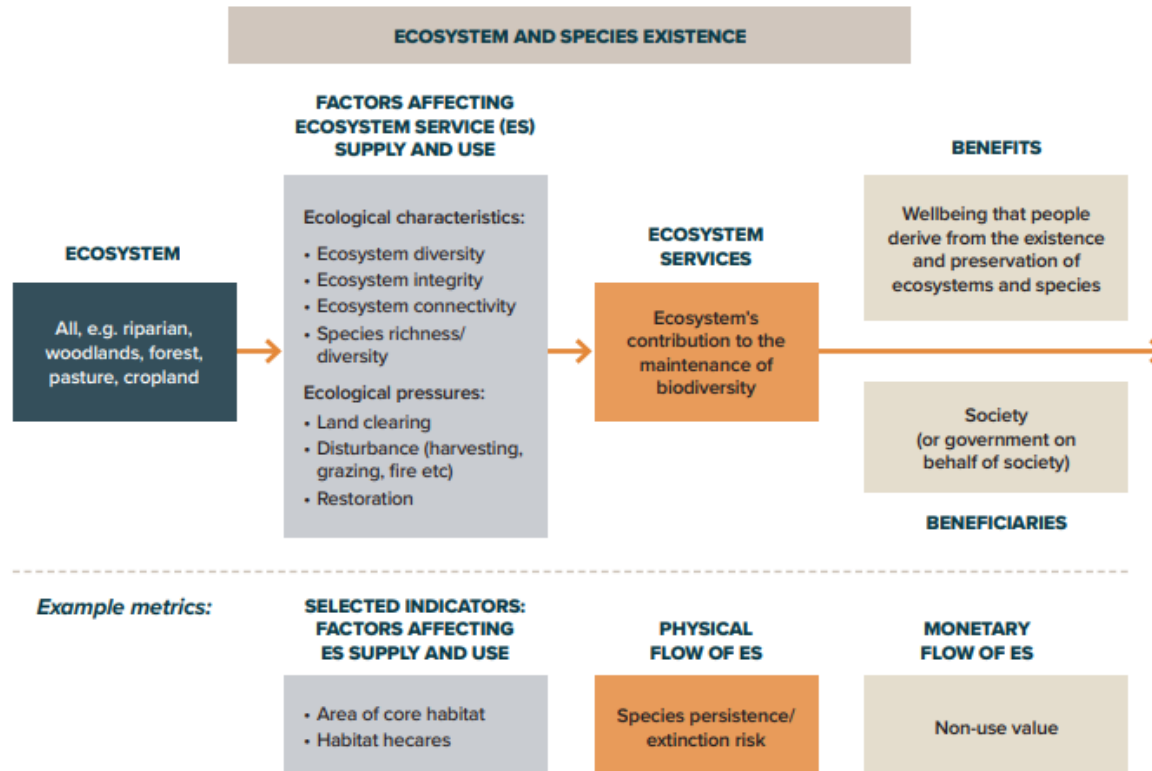 ECOSYSTEM AND SPECIES EXISTENCE
FACTORS AFFECTING
ECOSYSTEM SERVICE (ES)
SUPPLY AND USE
BENEFITS
ECOSYSTEM
All, e.g. riparian,
woodlands, forest,
pasture, cropland
Ecological characteristics:
• Ecosystem diversity
• Ecosystem integrity
• Ecosystem connectivity
• Species richness/
diversity
Ecological pressures:
• Land clearing
• Disturbance (harvesting,
grazing, fire etc)
• Restoration
ECOSYSTEM
SERVICES
Ecosystem's
contribution to the
maintenance of
biodiversity
Wellbeing that people
derive from the existence
and preservation of
ecosystems and species
Society
(or government on
behalf of society)
BENEFICIARIES
Example metrics:
SELECTED INDICATORS:
FACTORS AFFECTING
ES SUPPLY AND USE
• Area of core habitat
• Habitat hecares
PHYSICAL
FLOW OF ES
Species persistence/
extinction risk
MONETARY
FLOW OF ES
Non-use value